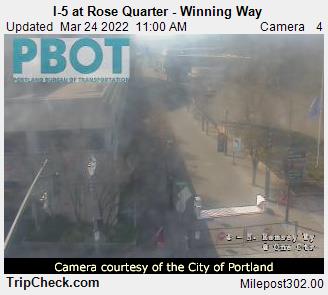 I-5 at Rose Quarter - Winning Way
Updated Mar 24 2022 11:00 AM Camera 4
PBOT
PORTLAND BUREAU OF TRANSPORTATION
Camera courtesy of the City of Portland
TripCheck.com Milepost302.00